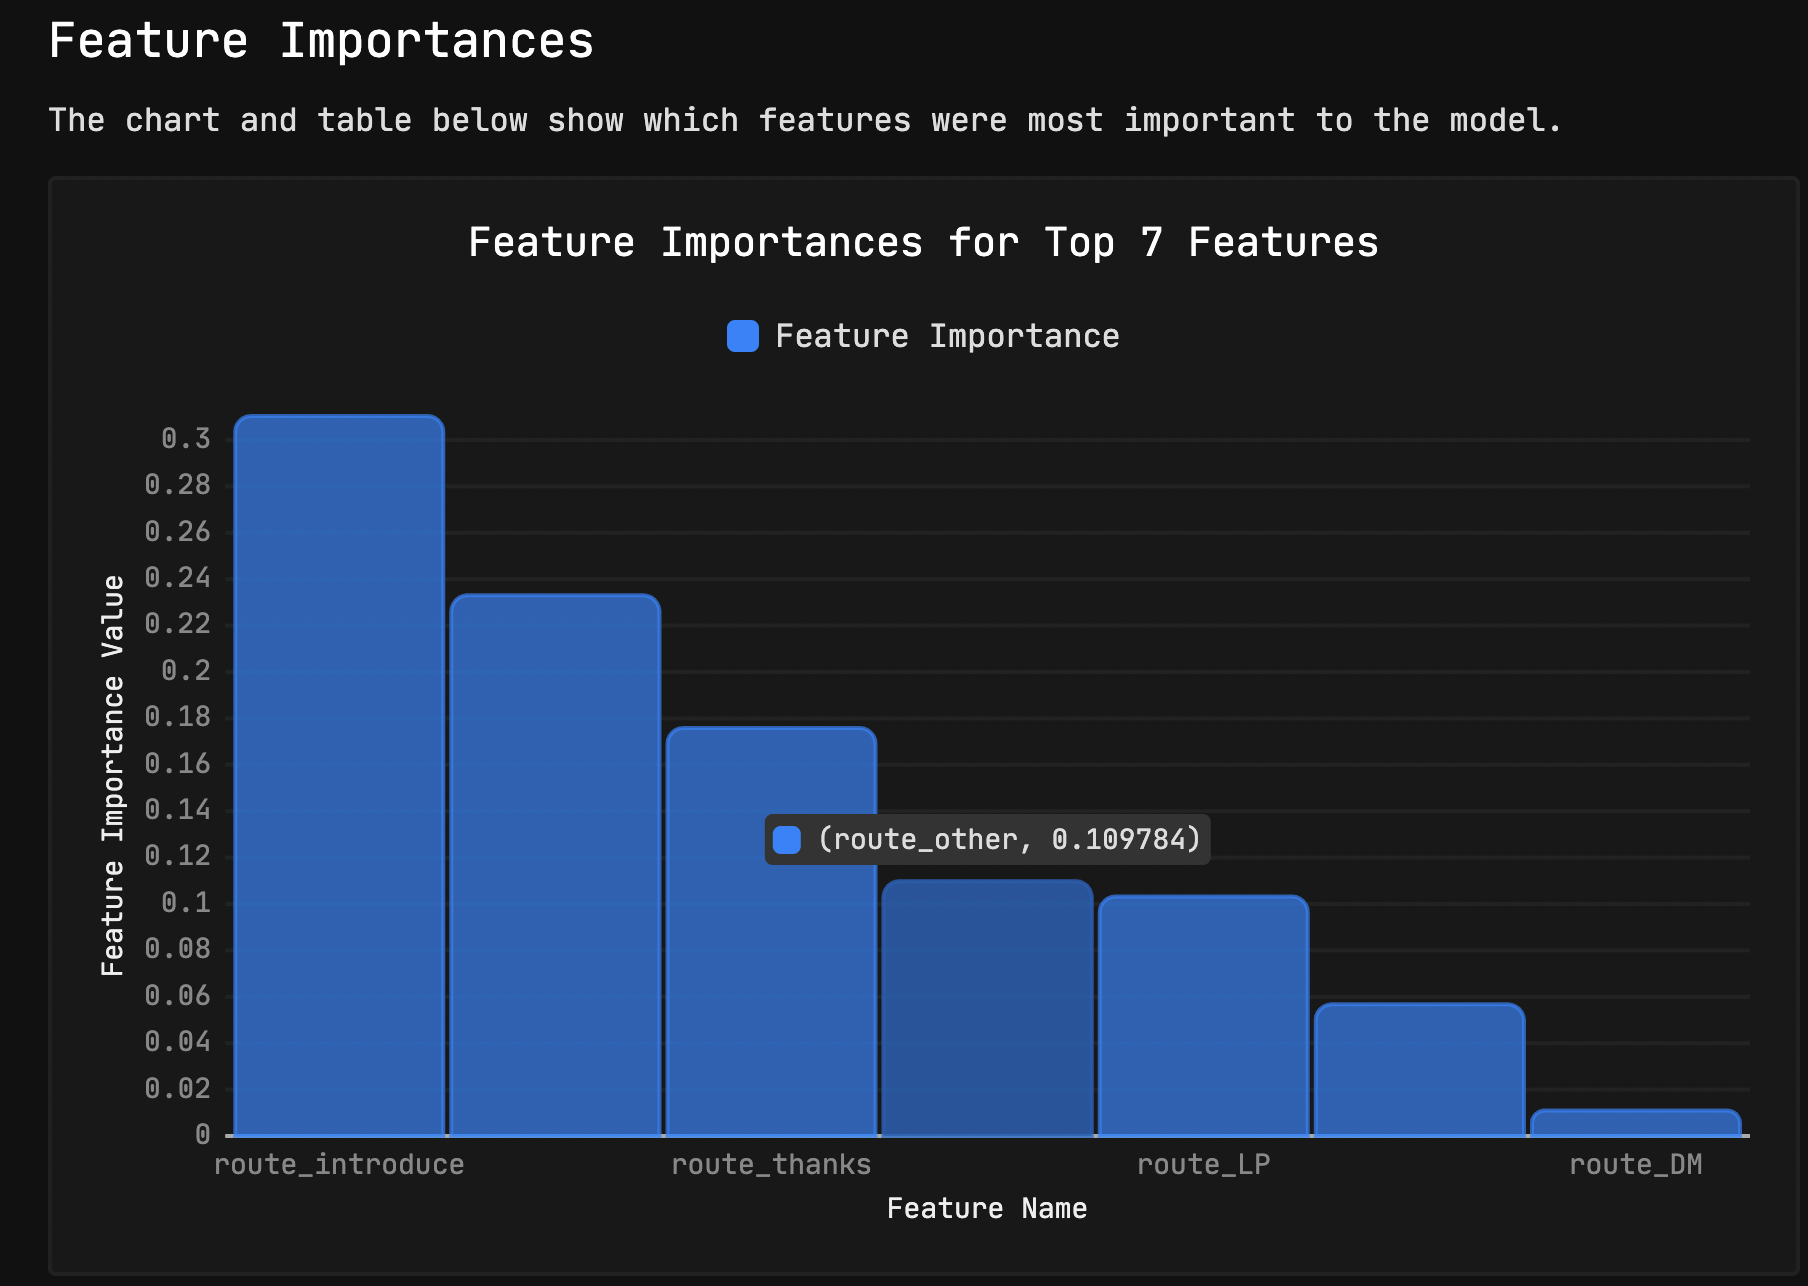 Feature Importances
The chart and table below show which features were most important to the model.
Feature Importances for Top 7 Features
Feature Importance
Feature Importance Value
0.3
0.28
0.26
0.24
0.22
0.2
0.18
0.16
0.14
0.12
0.1
0.08
0.06
0.04
0.02
0
(route_other, 0.109784)
route_introduce route_thanks route_LP route_DM
Feature Name